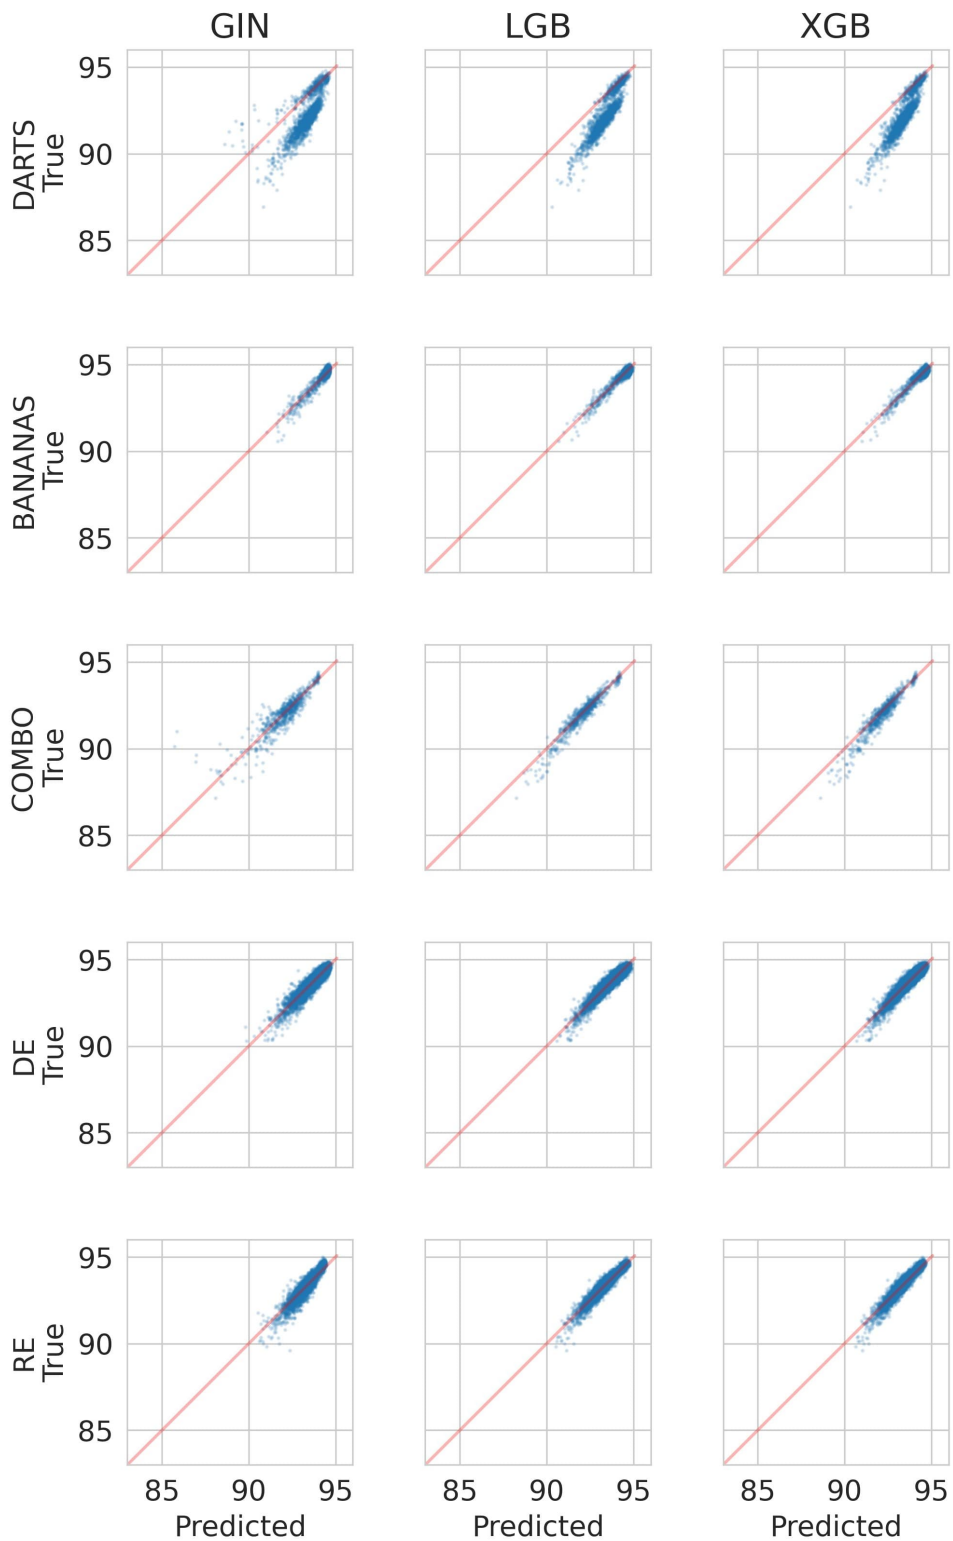 GIN LGB XGB
DARTS
True
95
90
85
BANANAS
True
95
90
85
COMBO
True
95
90
85
DE
True
95
90
85
RE
True
95
90
85
85 90 95 85 90 95 85 90 95
Predicted Predicted Predicted